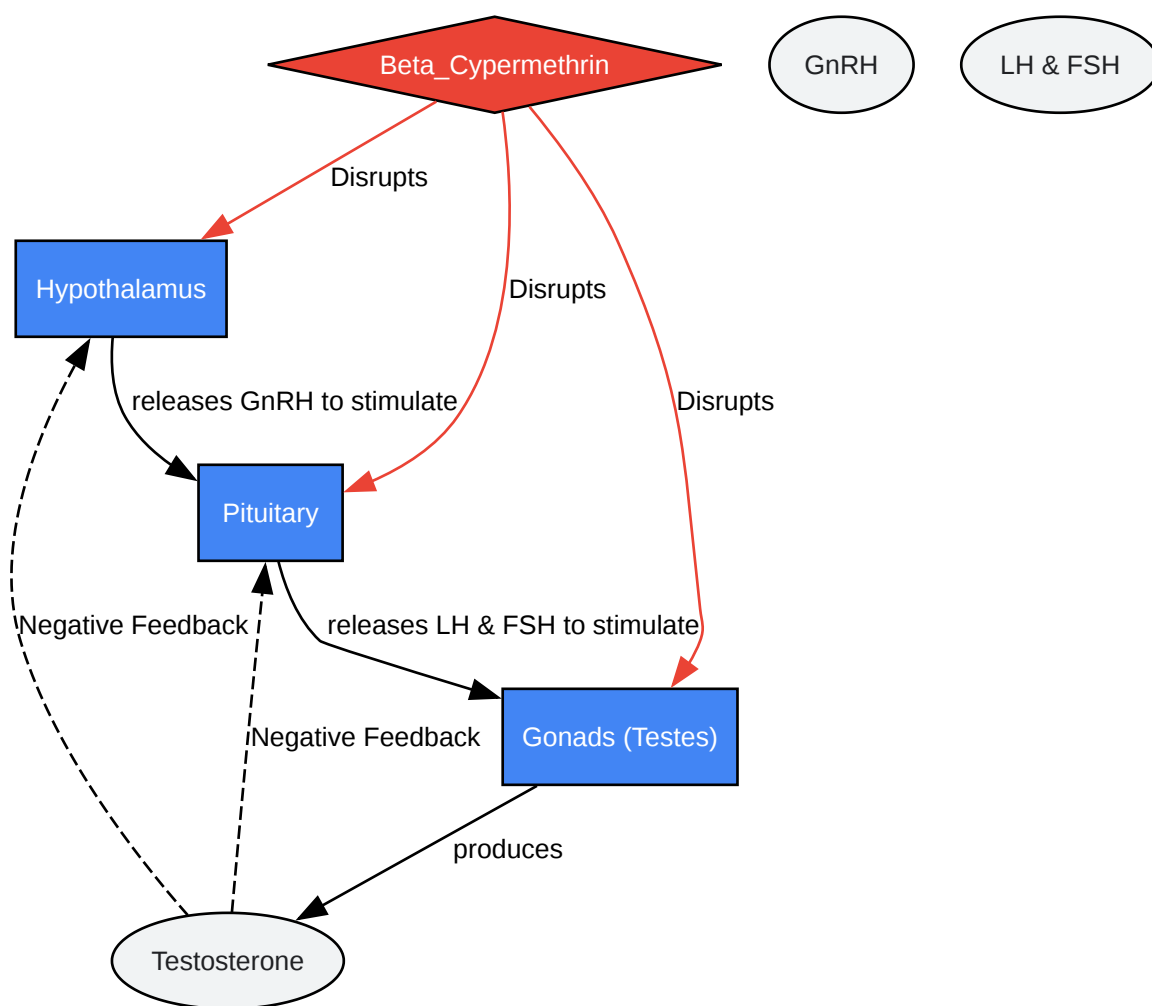 Beta_Cypermethrin
GnRH
LH & FSH
Disrupts
Hypothalamus
Disrupts
releases GnRH to stimulate
Disrupts
Pituitary
Negative Feedback
releases LH & FSH to stimulate
Negative Feedback
Gonads (Testes)
produces
Testosterone